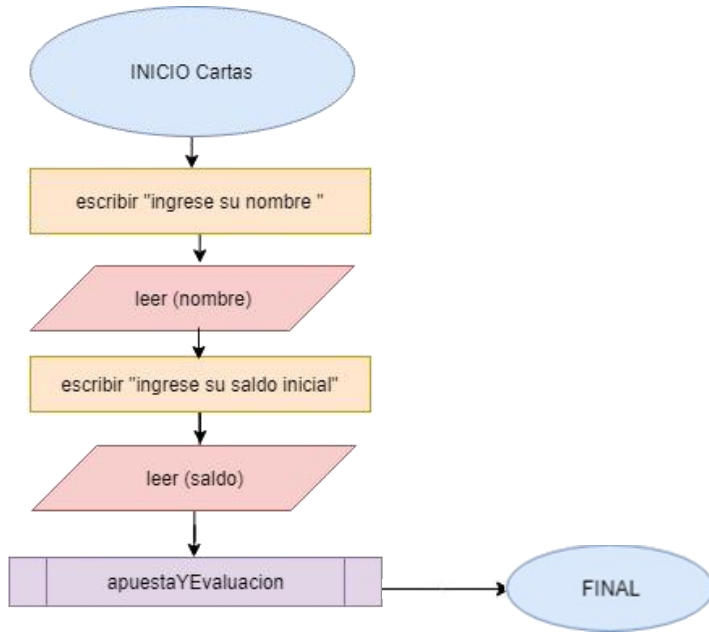 INICIO Cartas
escribir "ingrese su nombre "
leer (nombre)
escribir "ingrese su saldo inicial"
leer (saldo)
apuestaYEvaluacion
FINAL